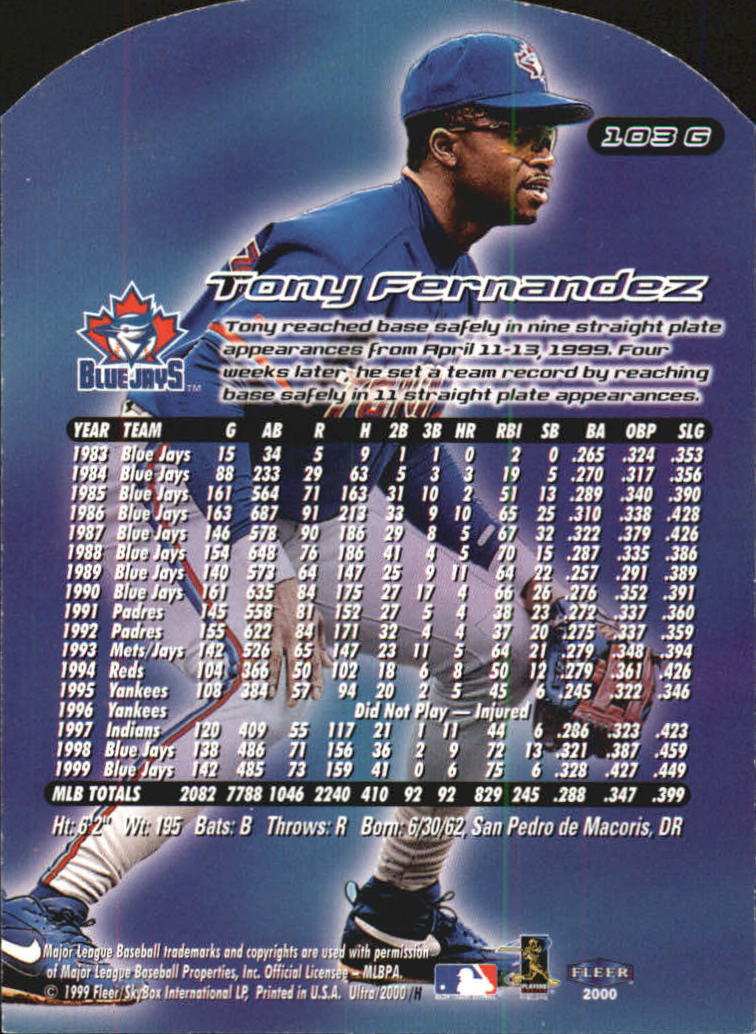 103 G
Tony Fernandez
BLUE JAYS TM
Tony reached base safely in nine straight plate
appearances from April 11-13, 1999. Four
weeks later, he set a team record by reaching
base safely in 11 straight plate appearances.
YEAR TEAM G AB R H 2B 3B HR RBI SB BA OBP SLG
1983 Blue Jays 15 34 5 9 1 1 0 2 0 .265 .324 .353
1984 Blue Jays 88 233 29 63 5 3 3 19 5 .270 .317 .356
1985 Blue Jays 161 564 71 163 31 10 2 51 13 .289 .340 .390
1986 Blue Jays 163 687 91 213 33 9 10 65 25 .310 .338 .428
1987 Blue Jays 146 578 90 186 29 8 5 67 32 .322 .379 .426
1988 Blue Jays 154 648 76 186 41 4 5 70 15 .287 .335 .386
1989 Blue Jays 140 573 64 147 25 9 11 64 22 .257 .291 .389
1990 Blue Jays 161 635 84 175 27 17 4 66 26 .276 .352 .391
1991 Padres 145 558 81 152 27 5 4 38 23 .272 .337 .360
1992 Padres 155 622 84 171 32 4 4 37 20 .275 .337 .359
1993 Mets/Jays 142 526 65 147 23 11 5 64 21 .279 .348 .394
1994 Reds 104 366 50 102 18 6 8 50 12 .279 .361 .426
1995 Yankees 108 384 57 94 20 2 5 45 6 .245 .322 .346
1996 Yankees Did Not Play — Injured
1997 Indians 120 409 55 117 21 1 11 44 6 .286 .323 .423
1998 Blue Jays 138 486 71 156 36 2 9 72 13 .321 .387 .459
1999 Blue Jays 142 485 73 159 41 0 6 75 6 .328 .427 .449
MLB TOTALS 2082 7788 1046 2240 410 92 92 829 245 .288 .347 .399
Ht: 6'2" Wt: 195 Bats: B Throws: R Born: 6/30/62, San Pedro de Macoris, DR
Major League Baseball trademarks and copyrights are used with permission
of Major League Baseball Properties, Inc. Official Licensee – MLBPA.
© 1999 Fleer/SkyBox International LP, Printed in U.S.A. Ultra/2000 /H
FLEER
2000